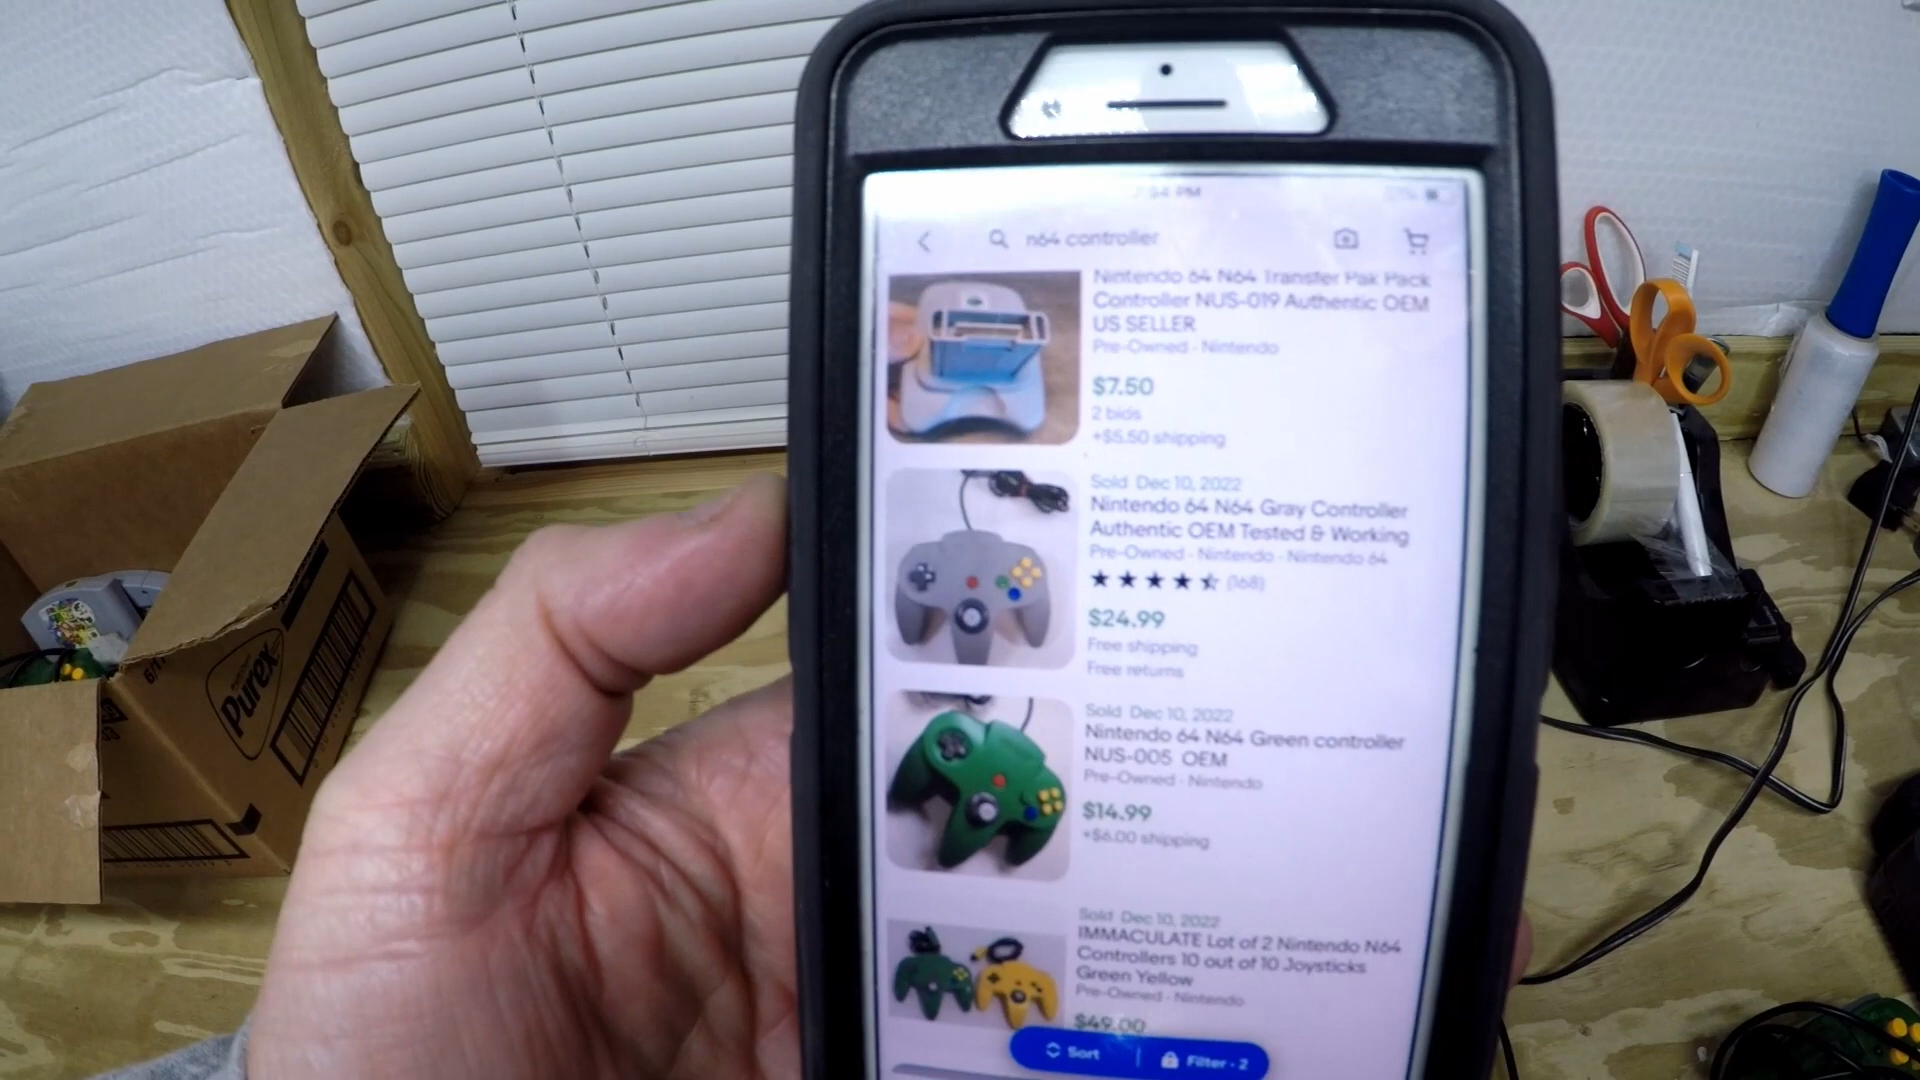 n64 controller
Nintendo 64 N64 Transfer Pak Pack
Controller NUS-019 Authentic OEM
US SELLER
Pre-Owned · Nintendo
$7.50
2 bids
+$5.50 shipping
Sold Dec 10, 2022
Nintendo 64 N64 Gray Controller
Authentic OEM Tested & Working
Pre-Owned · Nintendo · Nintendo 64
(168)
$24.99
Free shipping
Free returns
Sold Dec 10, 2022
Nintendo 64 N64 Green controller
NUS-005 OEM
Pre-Owned · Nintendo
$14.99
+$6.00 shipping
Sold Dec 10, 2022
IMMACULATE Lot of 2 Nintendo N64
Controllers 10 out of 10 Joysticks
Green Yellow
Pre-Owned · Nintendo
$49.00
Sort
Filter · 2
Purex